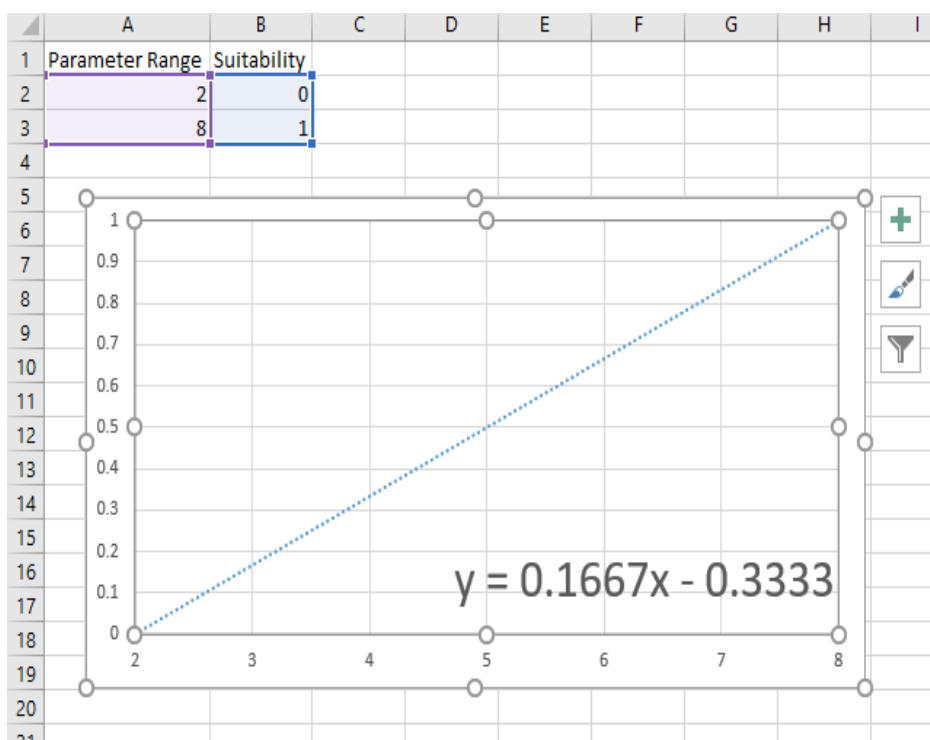 A B C D E F G H I
1 Parameter Range Suitability
2 2 0
3 8 1
4
5
6 1
7 0.9
8 0.8
9 0.7
10 0.6
11
12 0.5
13 0.4
14 0.3
15 0.2
16 y = 0.1667x - 0.3333
17 0.1
18 0
19 2 3 4 5 6 7 8
20
21